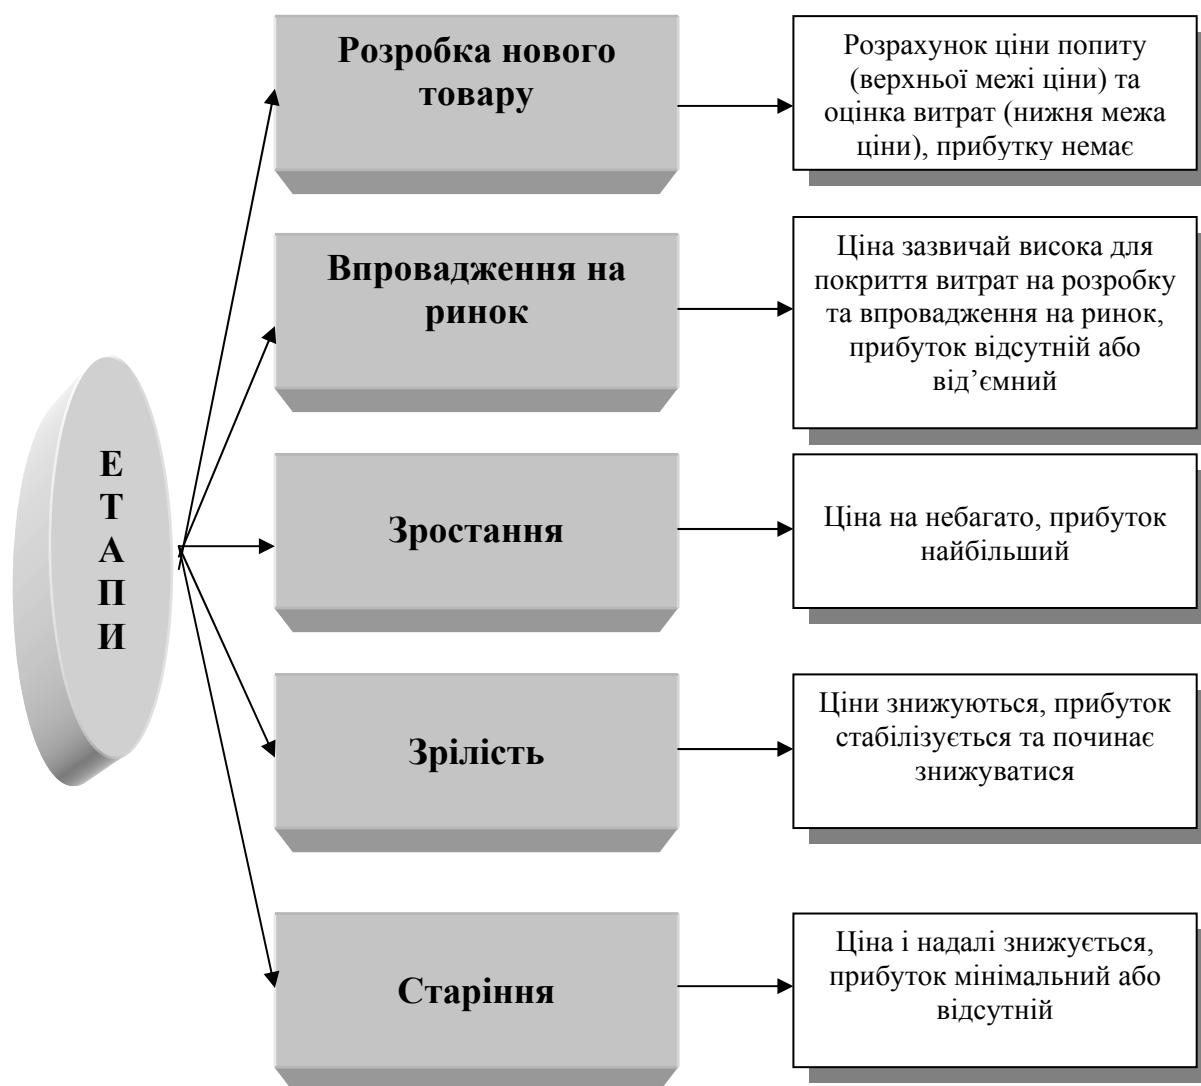 Розробка нового
товару
Розрахунок ціни попиту
(верхньої межі ціни) та
оцінка витрат (нижня межа
ціни), прибутку немає
Впровадження на
ринок
Ціна зазвичай висока для
покриття витрат на розробку
та впровадження на ринок,
прибуток відсутній або
від’ємний
Е
Т
А
П
И
Зростання
Ціна на небагато, прибуток
найбільший
Зрілість
Ціни знижуються, прибуток
стабілізується та починає
знижуватися
Старіння
Ціна і надалі знижується,
прибуток мінімальний або
відсутній